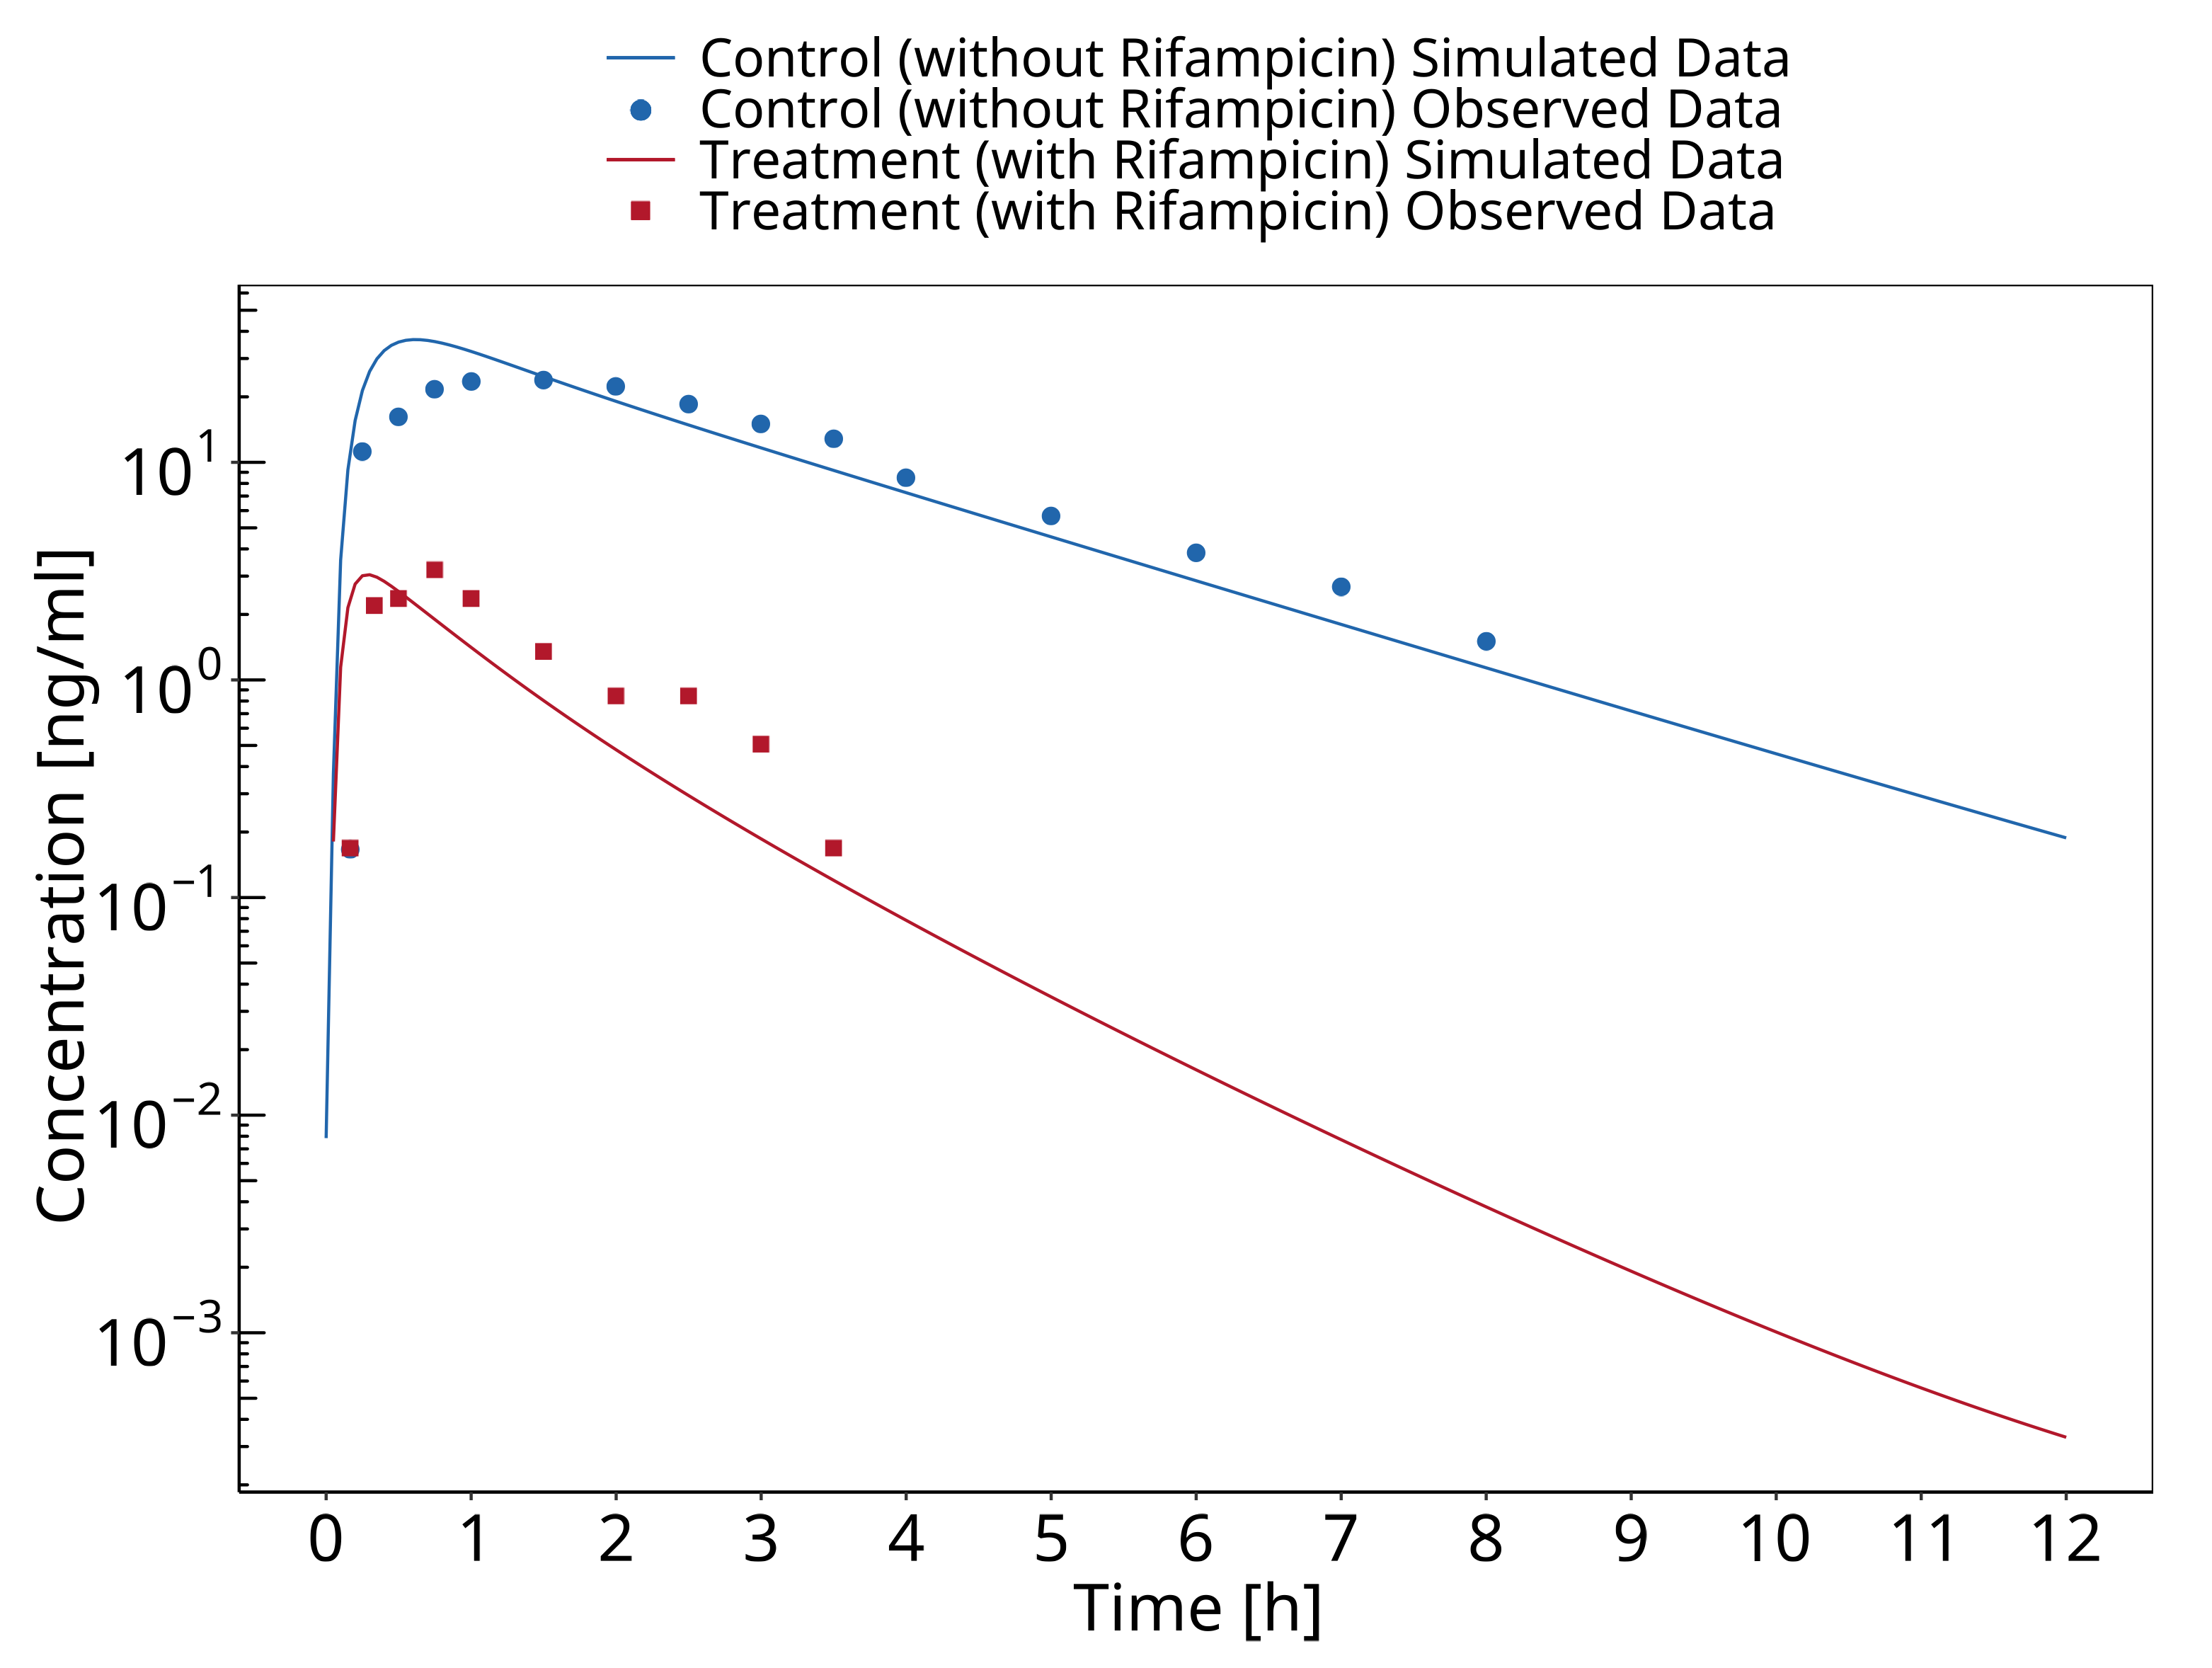 Control (without Rifampicin) Simulated Data
Control (without Rifampicin) Observed Data
Treatment (with Rifampicin) Simulated Data
Treatment (with Rifampicin) Observed Data
Concentration [ng/ml]
10¹
10⁰
10⁻¹
10⁻²
10⁻³
0 1 2 3 4 5 6 7 8 9 10 11 12
Time [h]